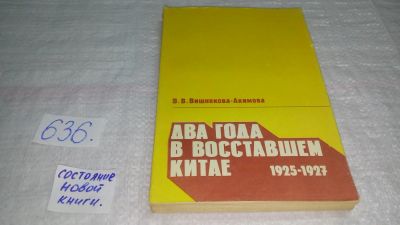 636.
состояние
новой
книги.
В. В. Вишнякова-Акимова
ДВА ГОДА
В ВОССТАВШЕМ
КИТАЕ 1925-1927